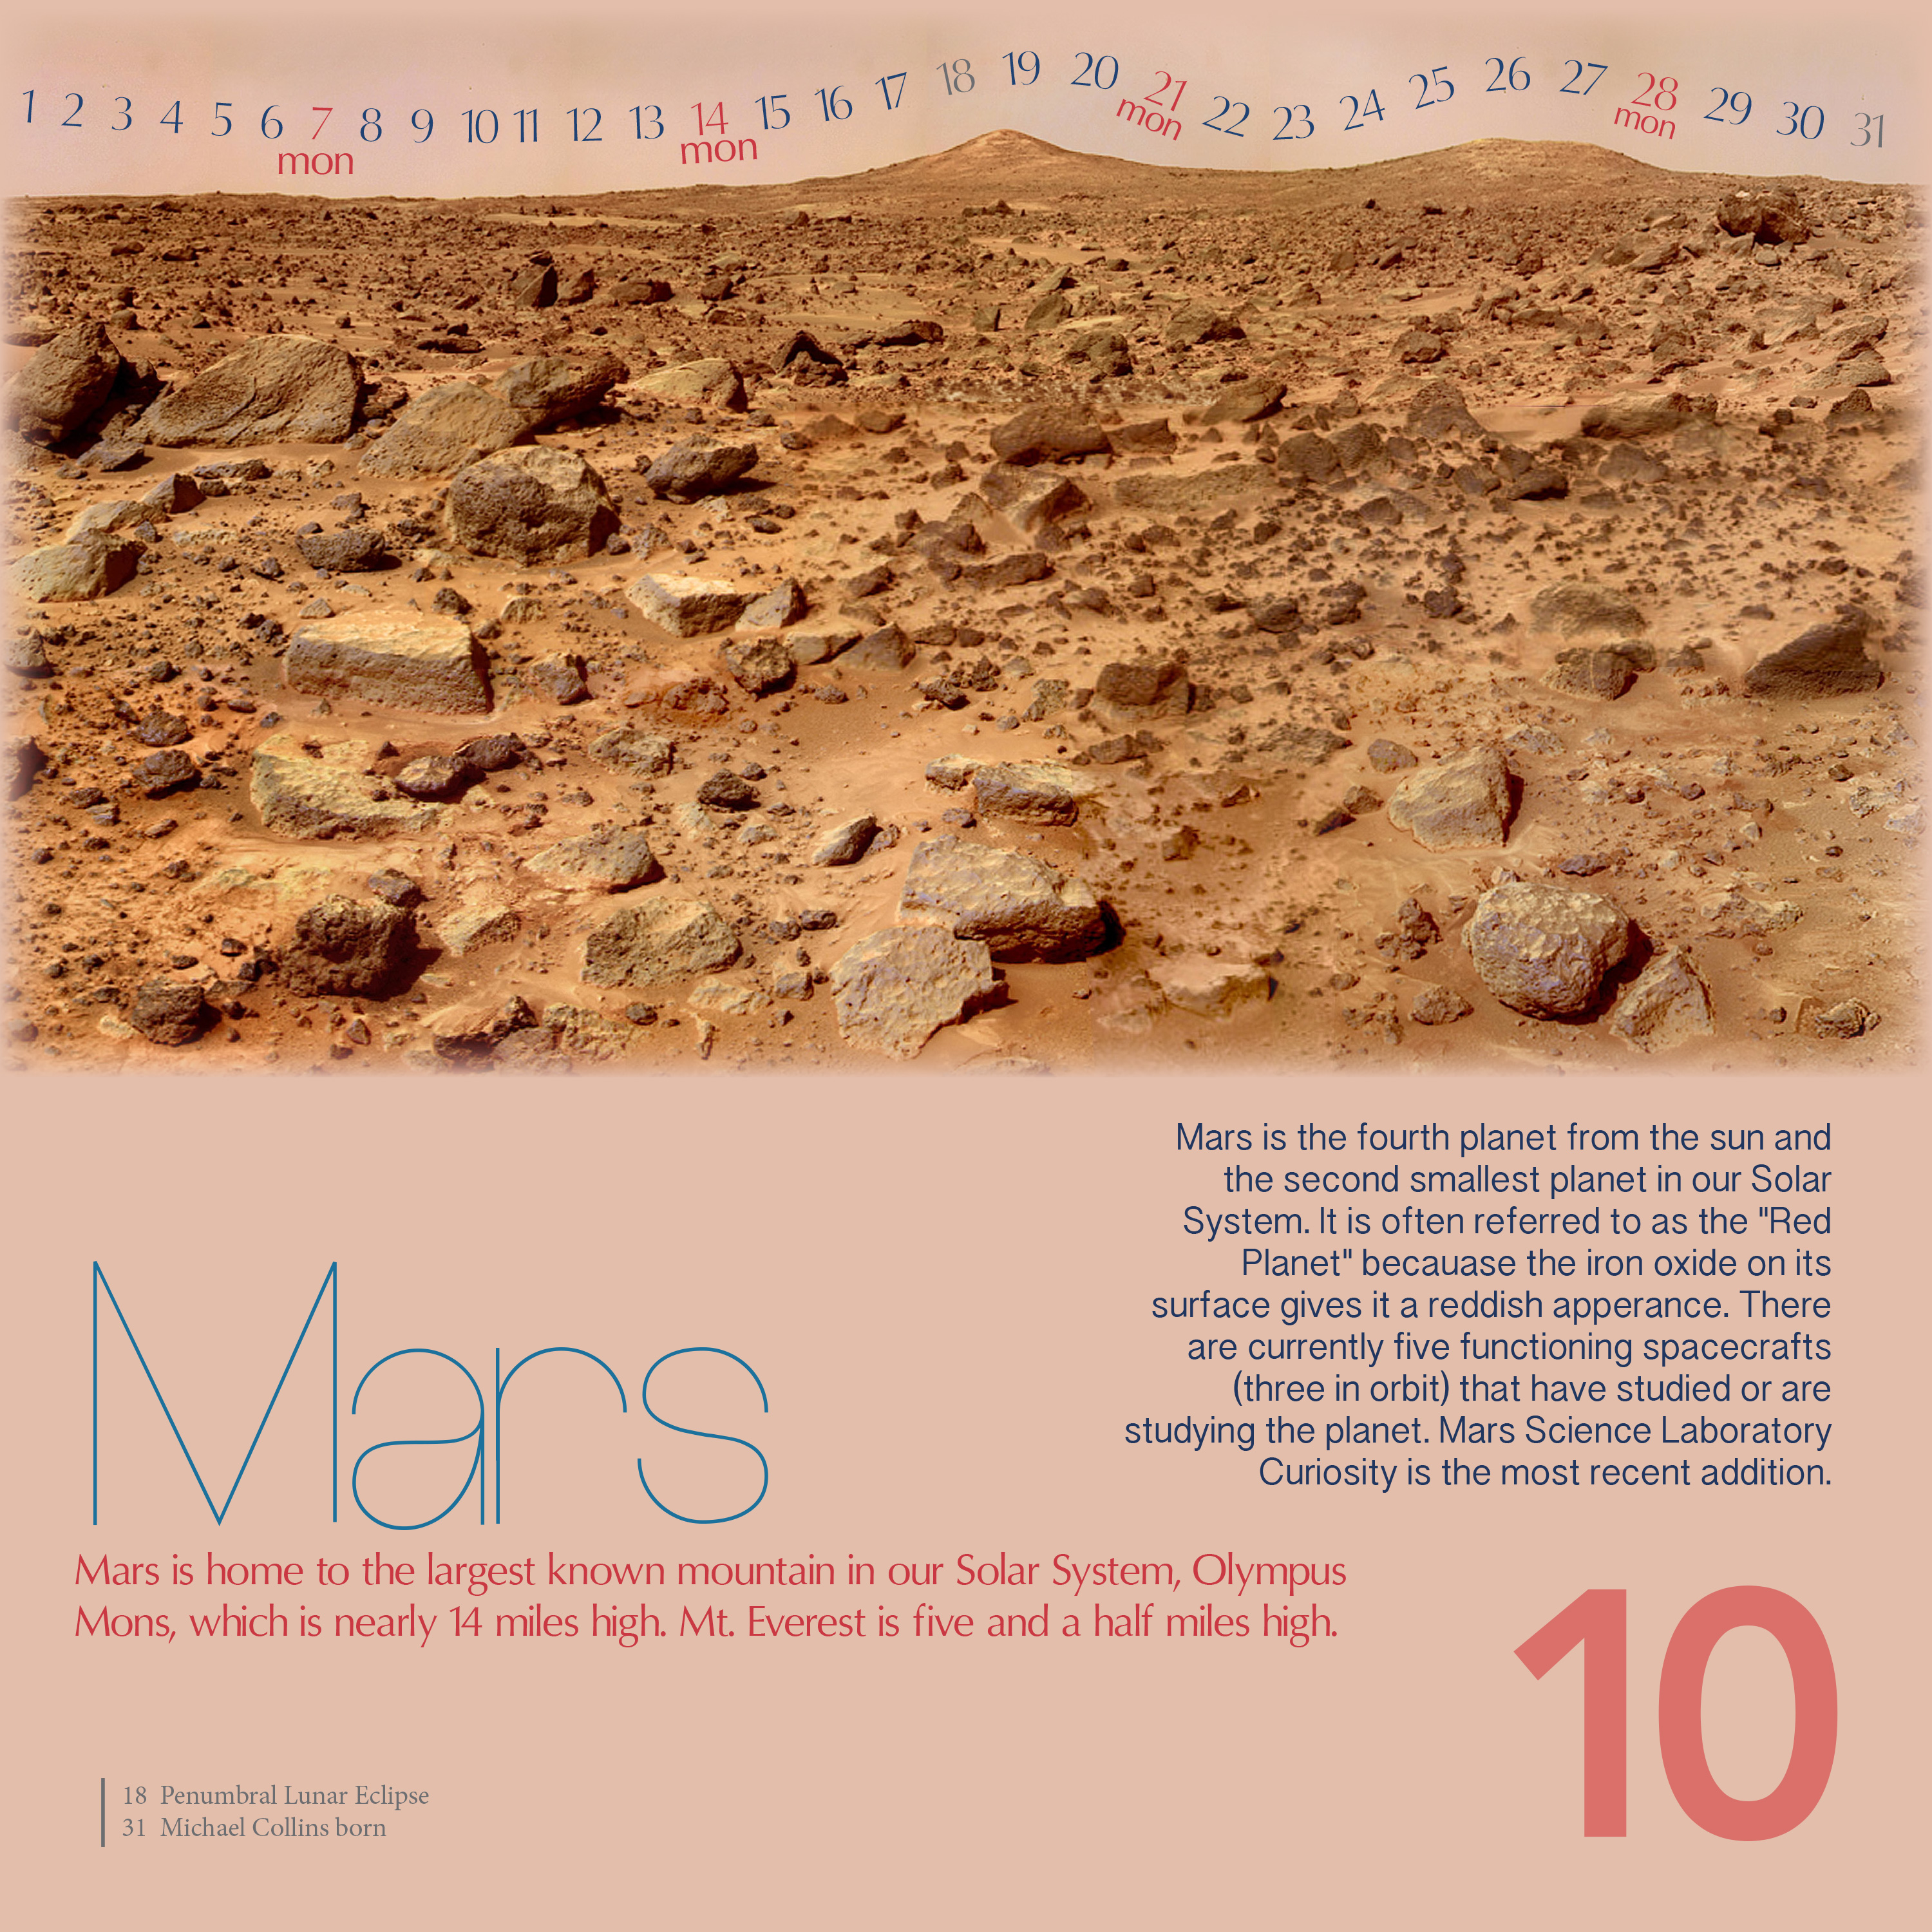 1 2 3 4 5 6 7 8 9 10 11 12 13 14 15 16 17 18 19 20 21 22 23 24 25 26 27 28 29 30 31
mon mon mon mon
Mars is the fourth planet from the sun and
the second smallest planet in our Solar
System. It is often referred to as the "Red
Planet" becauase the iron oxide on its
surface gives it a reddish apperance. There
are currently five functioning spacecrafts
(three in orbit) that have studied or are
studying the planet. Mars Science Laboratory
Curiosity is the most recent addition.
Mars
Mars is home to the largest known mountain in our Solar System, Olympus
Mons, which is nearly 14 miles high. Mt. Everest is five and a half miles high.
10
18 Penumbral Lunar Eclipse
31 Michael Collins born